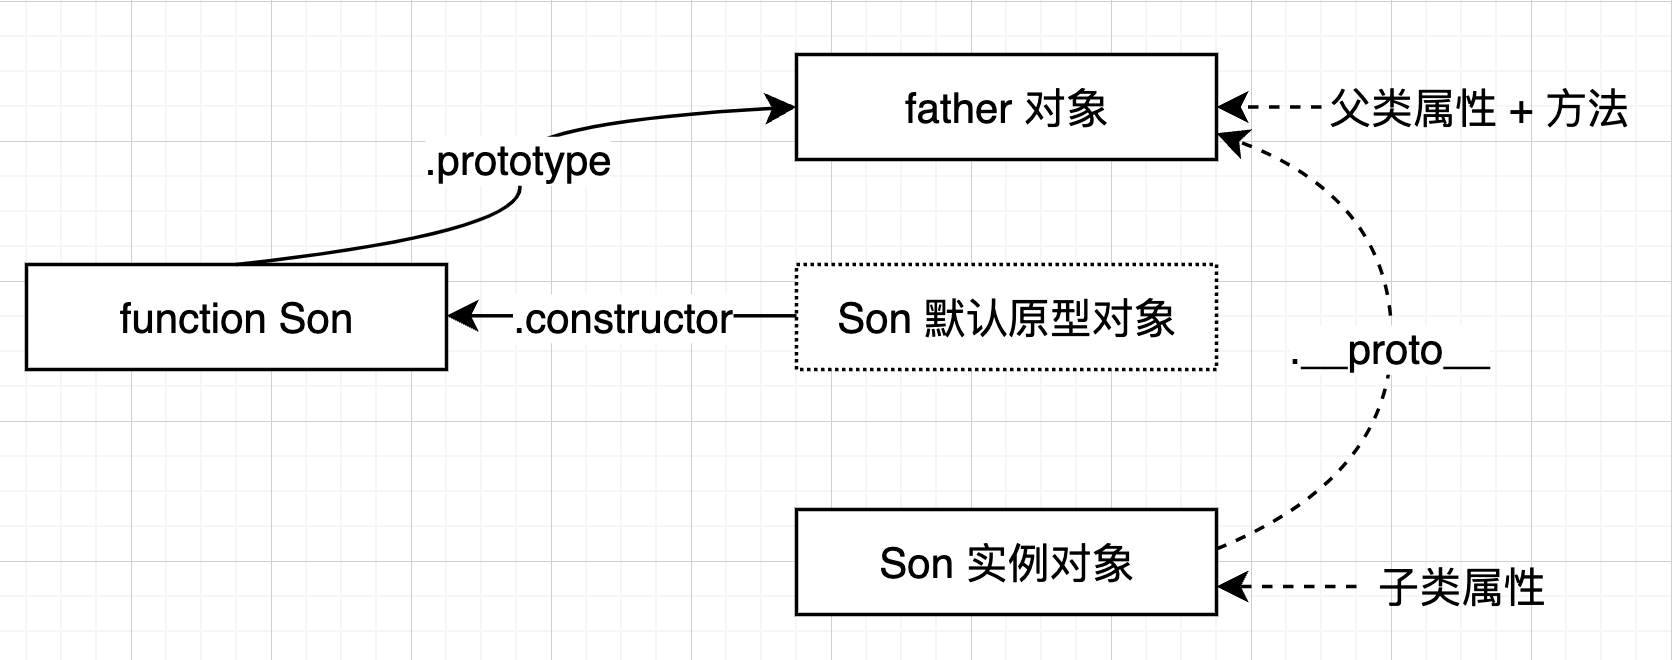 father 对象
父类属性 + 方法
.prototype
function Son
.constructor
Son 默认原型对象
.__proto__
Son 实例对象
子类属性